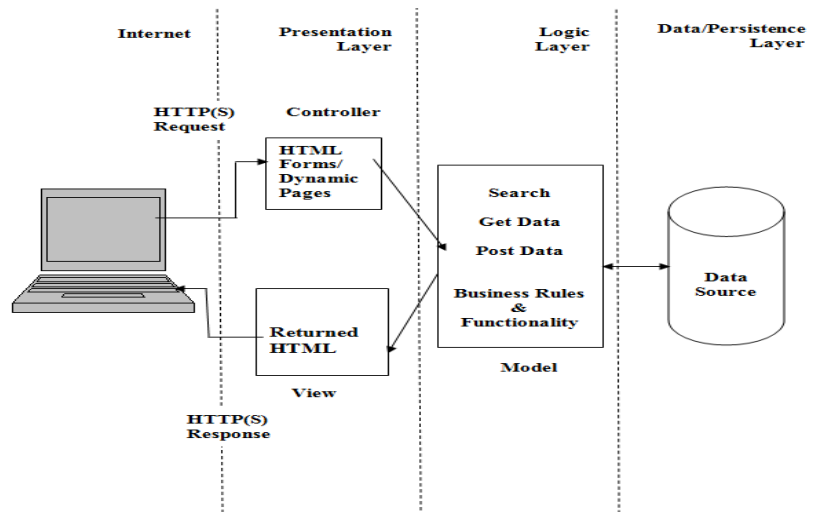 Internet
Presentation
Layer
Logic
Layer
Data/Persistence
Layer
HTTP(S)
Request
Controller
HTML
Forms/
Dynamic
Pages
Search
Get Data
Post Data
Business Rules
&
Functionality
Model
Data
Source
Returned
HTML
View
HTTP(S)
Response